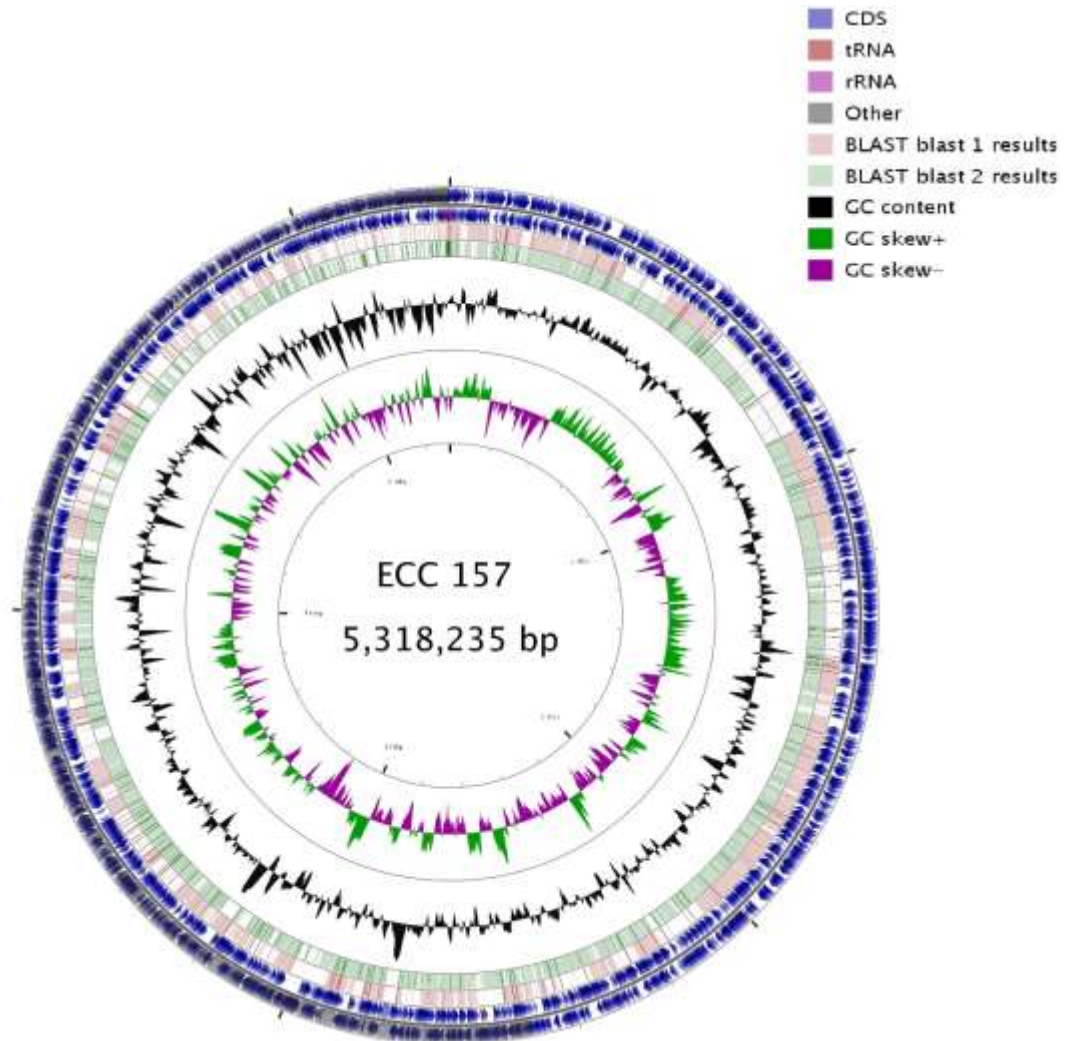 CDS
tRNA
rRNA
Other
BLAST blast 1 results
BLAST blast 2 results
GC content
GC skew+
GC skew-
ECC 157
5,318,235 bp